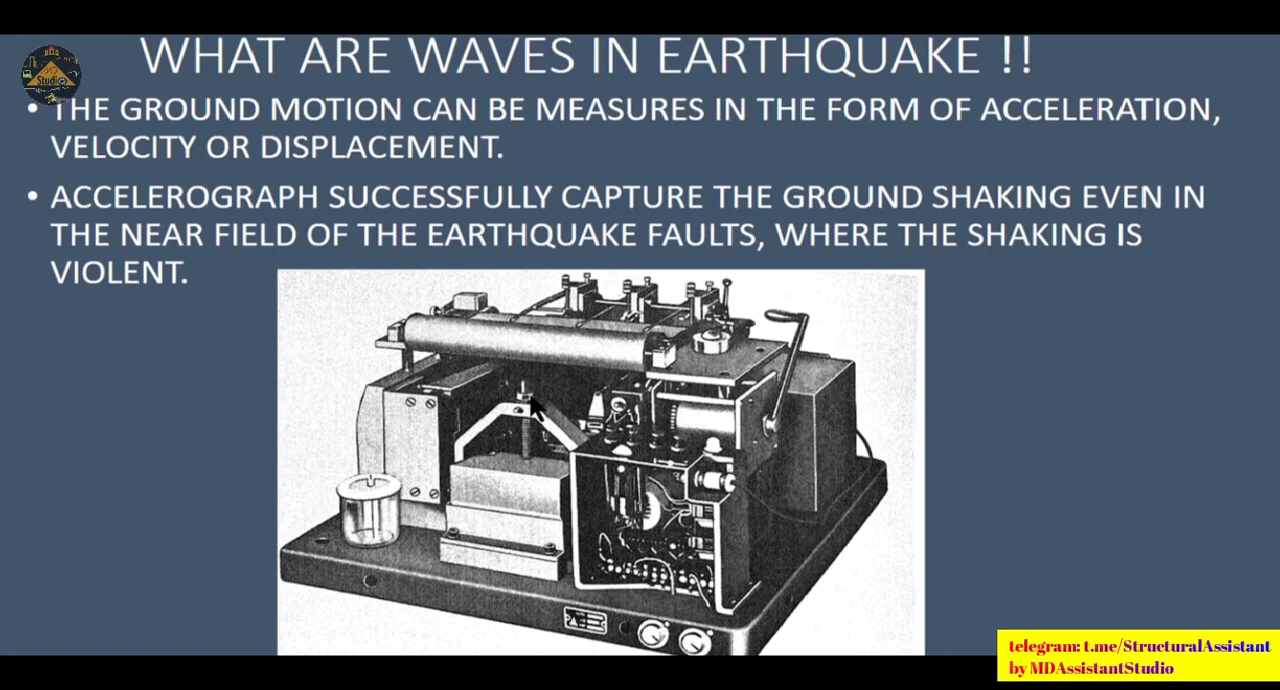 WHAT ARE WAVES IN EARTHQUAKE !!
Studio
• THE GROUND MOTION CAN BE MEASURES IN THE FORM OF ACCELERATION,
VELOCITY OR DISPLACEMENT.
• ACCELEROGRAPH SUCCESSFULLY CAPTURE THE GROUND SHAKING EVEN IN
THE NEAR FIELD OF THE EARTHQUAKE FAULTS, WHERE THE SHAKING IS
VIOLENT.
telegram: t.me/StructuralAssistant
by MDAssistantStudio